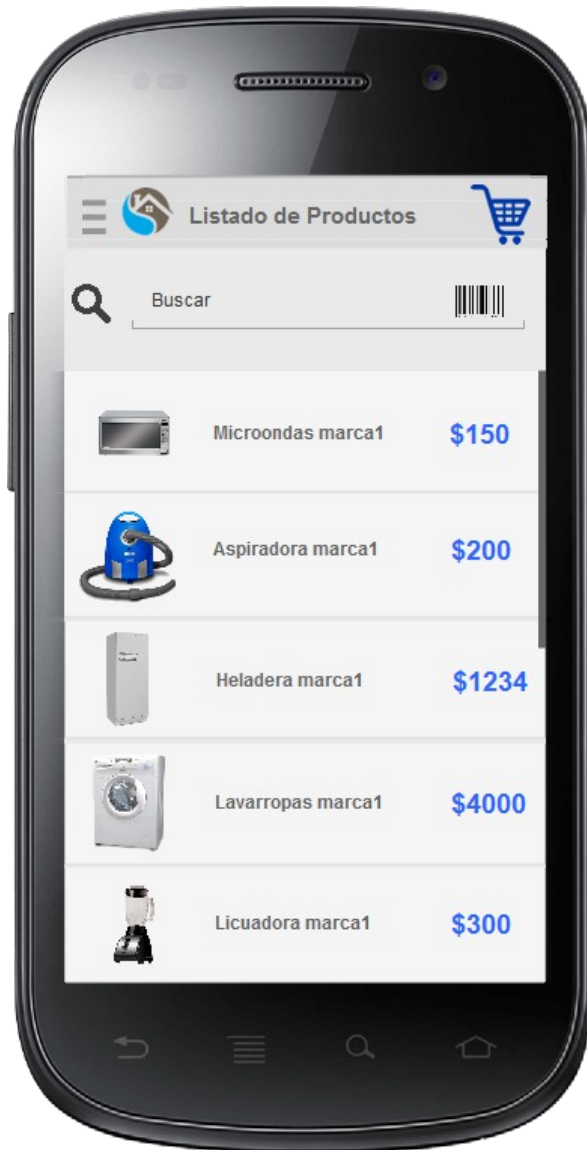 Listado de Productos
Buscar
Microondas marca1 $150
Aspiradora marca1 $200
Heladera marca1 $1234
Lavarropas marca1 $4000
Licuadora marca1 $300